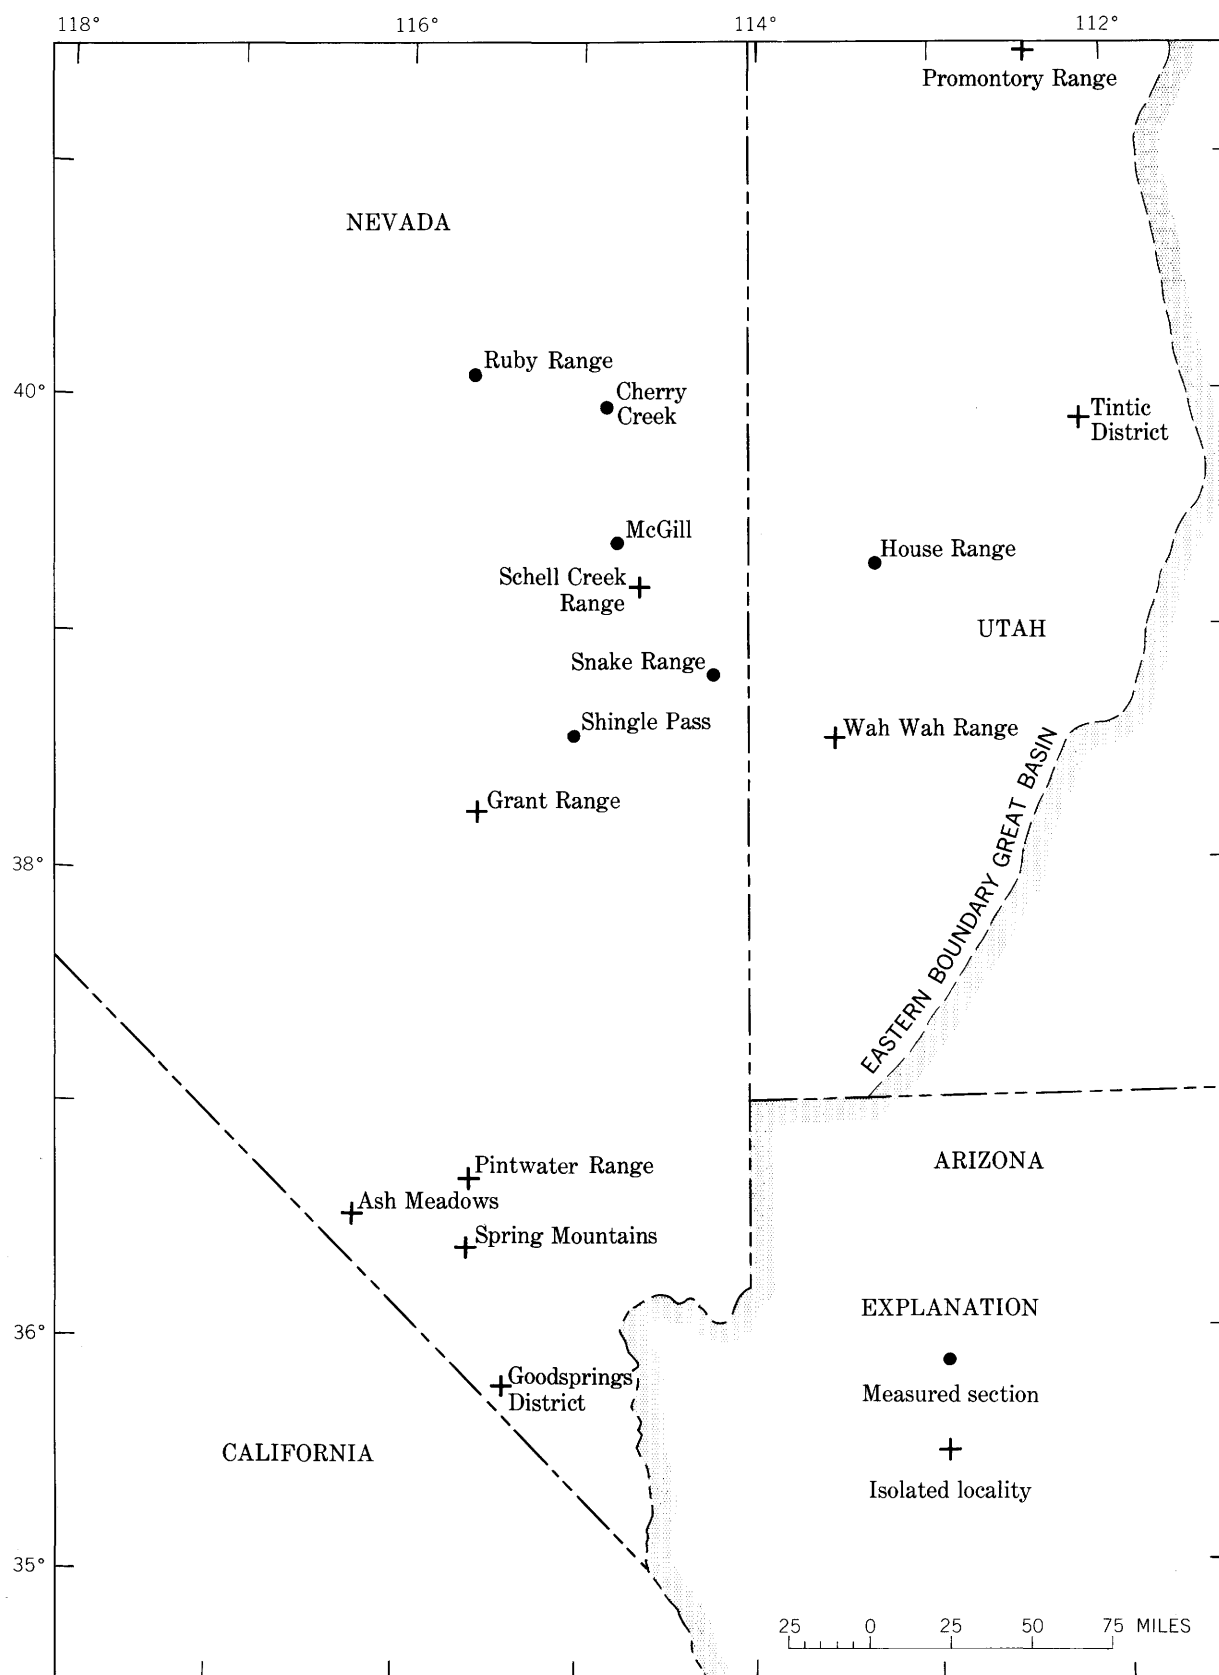 118° 116° 114° 112°
Promontory Range
NEVADA
Ruby Range
40°
Cherry
Creek
Tintic
District
McGill
House Range
Schell Creek
Range
UTAH
Snake Range
Shingle Pass
Wah Wah Range
Grant Range
38°
EASTERN BOUNDARY GREAT BASIN
Pintwater Range
ARIZONA
Ash Meadows
Spring Mountains
EXPLANATION
36°
Measured section
Goodsprings
District
CALIFORNIA
Isolated locality
35°
25 0 25 50 75 MILES